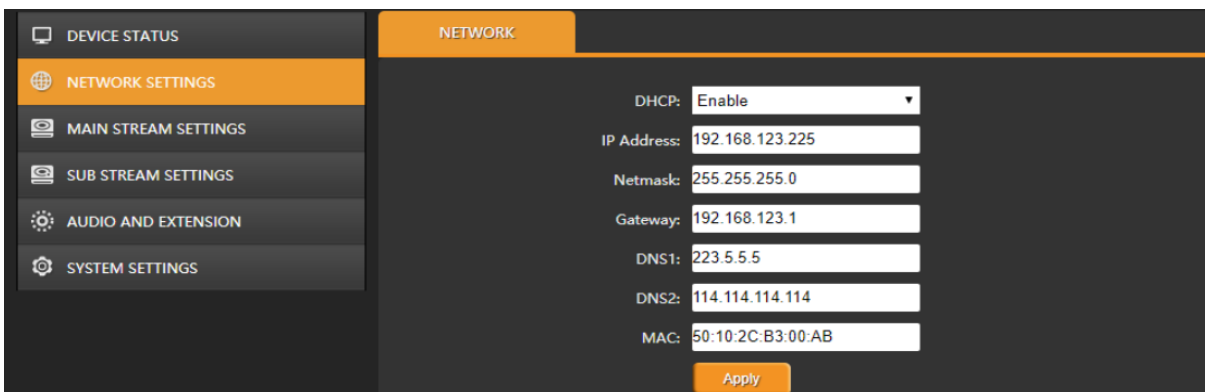 DEVICE STATUS
NETWORK SETTINGS
MAIN STREAM SETTINGS
SUB STREAM SETTINGS
AUDIO AND EXTENSION
SYSTEM SETTINGS
NETWORK
DHCP: Enable
IP Address: 192.168.123.225
Netmask: 255.255.255.0
Gateway: 192.168.123.1
DNS1: 223.5.5.5
DNS2: 114.114.114.114
MAC: 50:10:2C:B3:00:AB
Apply